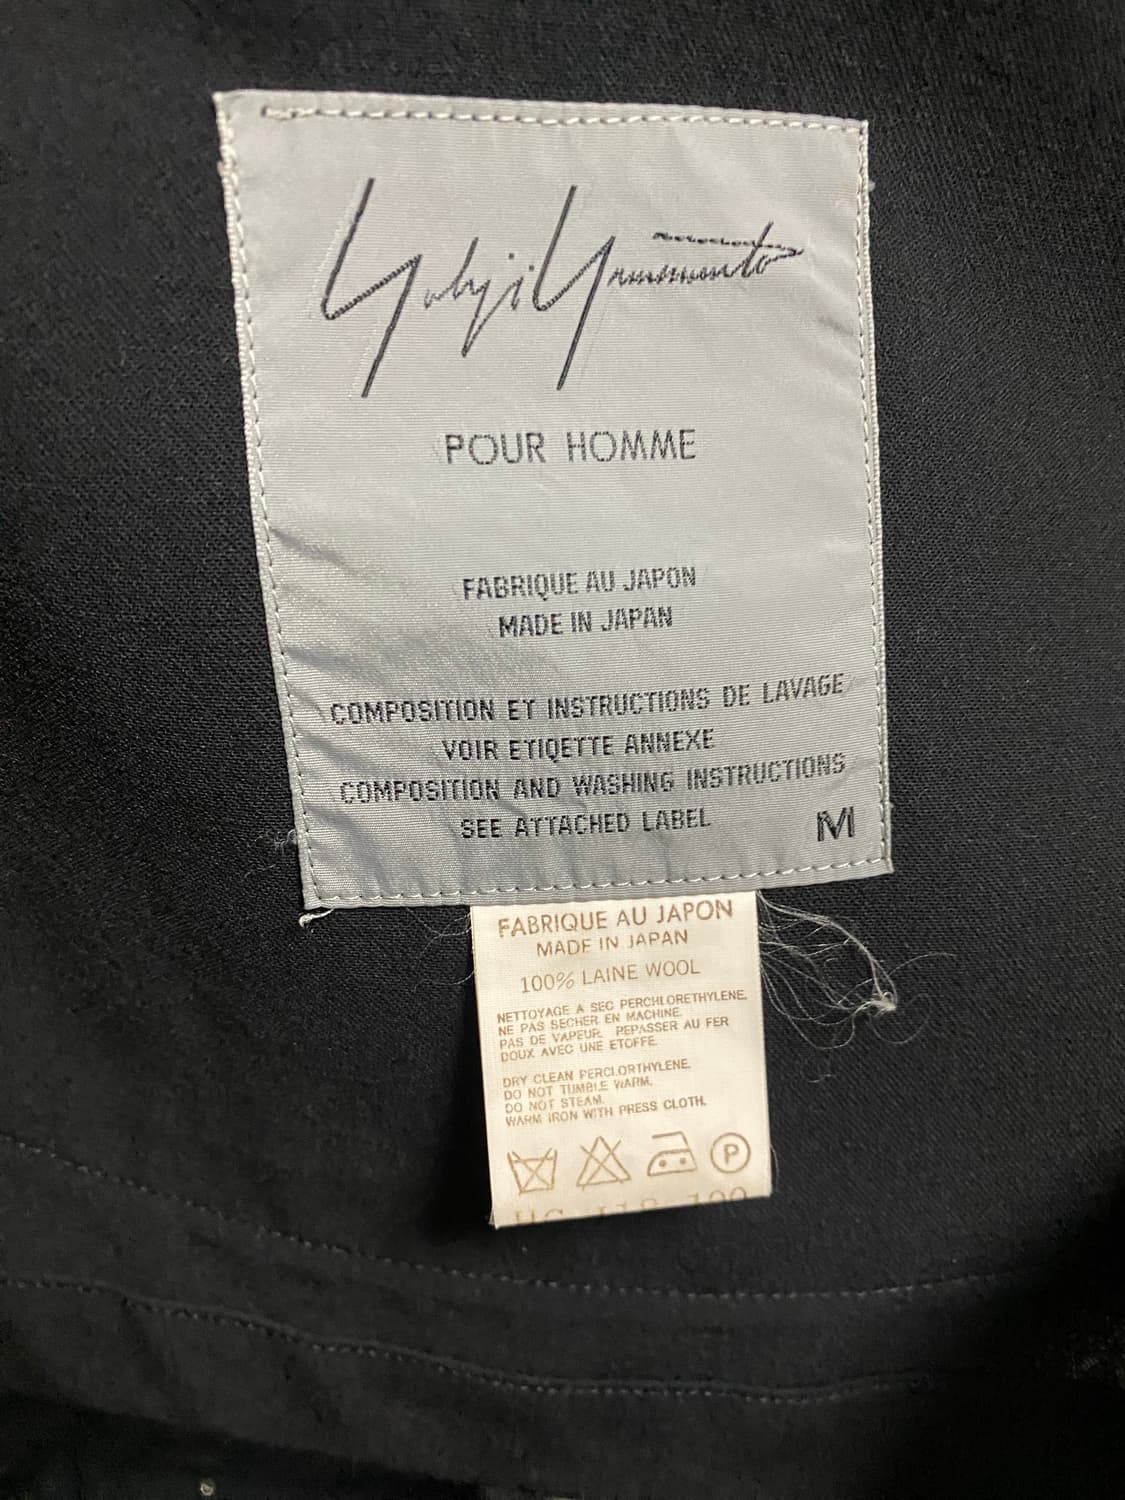 Yohji Yamamoto
POUR HOMME
FABRIQUE AU JAPON
MADE IN JAPAN
COMPOSITION ET INSTRUCTIONS DE LAVAGE
VOIR ETIQETTE ANNEXE
COMPOSITION AND WASHING INSTRUCTIONS
SEE ATTACHED LABEL
M
FABRIQUE AU JAPON
MADE IN JAPAN
100% LAINE WOOL
NETTOYAGE A SEC PERCHLORETHYLENE.
NE PAS SECHER EN MACHINE.
PAS DE VAPEUR. PEPASSER AU FER
DOUX AVEC UNE ETOFFE.
DRY CLEAN PERCLORTHYLENE.
DO NOT TUMBLE WARM.
DO NOT STEAM.
WARM IRON WITH PRESS CLOTH.
P